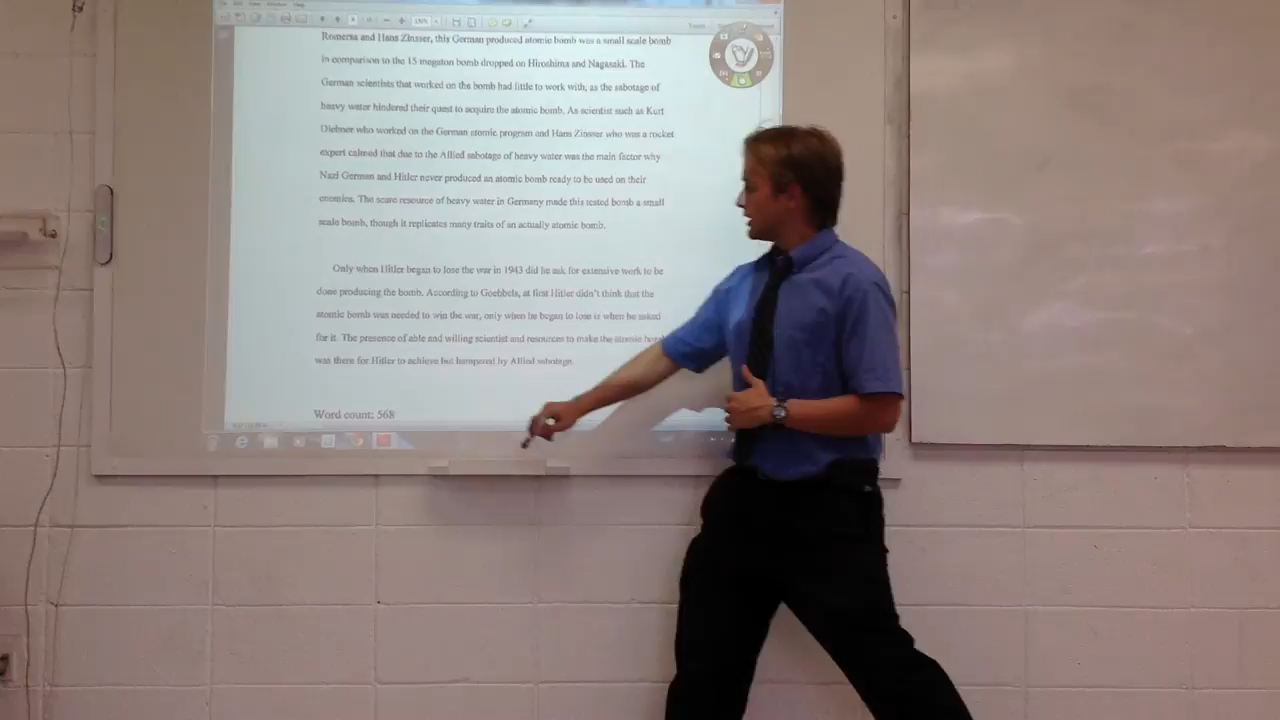 Romersa and Hans Zinsser, this German produced atomic bomb was a small scale bomb
in comparison to the 15 megaton bomb dropped on Hiroshima and Nagasaki. The
German scientists that worked on the bomb had little to work with, as the sabotage of
heavy water hindered their quest to acquire the atomic bomb. As scientist such as Kurt
Diebner who worked on the German atomic program and Hans Zinsser who was a rocket
expert calmed that due to the Allied sabotage of heavy water was the main factor why
Nazi German and Hitler never produced an atomic bomb ready to be used on their
enemies. The scare resource of heavy water in Germany made this tested bomb a small
scale bomb, though it replicates many traits of an actually atomic bomb.
Only when Hitler began to lose the war in 1943 did he ask for extensive work to be
done producing the bomb. According to Goebbels, at first Hitler didn't think that the
atomic bomb was needed to win the war, only when he began to lose is when he asked
for it. The presence of able and willing scientist and resources to make the atomic bomb
was there for Hitler to achieve but hampered by Allied sabotage.
Word count: 568